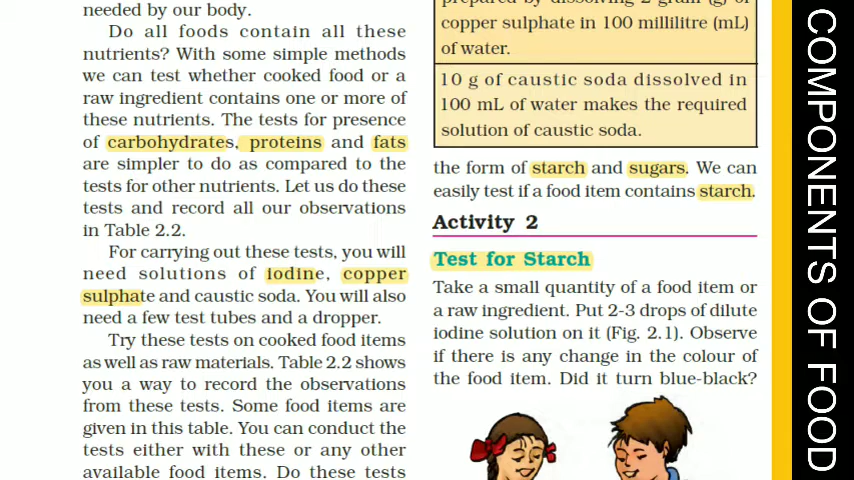 needed by our body.
Do all foods contain all these
nutrients? With some simple methods
we can test whether cooked food or a
raw ingredient contains one or more of
these nutrients. The tests for presence
of carbohydrates, proteins and fats
are simpler to do as compared to the
tests for other nutrients. Let us do these
tests and record all our observations
in Table 2.2.
For carrying out these tests, you will
need solutions of iodine, copper
sulphate and caustic soda. You will also
need a few test tubes and a dropper.
Try these tests on cooked food items
as well as raw materials. Table 2.2 shows
you a way to record the observations
from these tests. Some food items are
given in this table. You can conduct the
tests either with these or any other
available food items. Do these tests
prepared by dissolving 2 gram (g) of
copper sulphate in 100 millilitre (mL)
of water.
10 g of caustic soda dissolved in
100 mL of water makes the required
solution of caustic soda.
the form of starch and sugars. We can
easily test if a food item contains starch.
Activity 2
Test for Starch
Take a small quantity of a food item or
a raw ingredient. Put 2-3 drops of dilute
iodine solution on it (Fig. 2.1). Observe
if there is any change in the colour of
the food item. Did it turn blue-black?
COMPONENTS OF FOOD